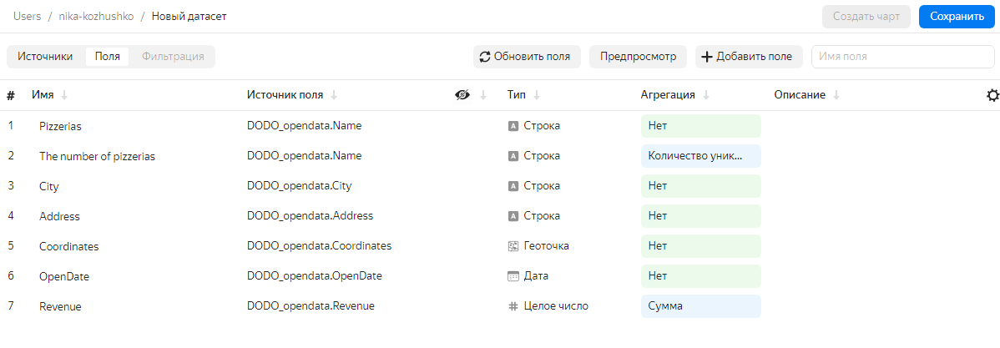 Users / nika-kozhushko / Новый датасет Создать чарт Сохранить
Источники Поля Фильтрация Обновить поля Предпросмотр Добавить поле Имя поля
# Имя Источник поля Тип Агрегация Описание
1 Pizzerias DODO_opendata.Name Строка Нет
2 The number of pizzerias DODO_opendata.Name Строка Количество уник...
3 City DODO_opendata.City Строка Нет
4 Address DODO_opendata.Address Строка Нет
5 Coordinates DODO_opendata.Coordinates Геоточка Нет
6 OpenDate DODO_opendata.OpenDate Дата Нет
7 Revenue DODO_opendata.Revenue Целое число Сумма